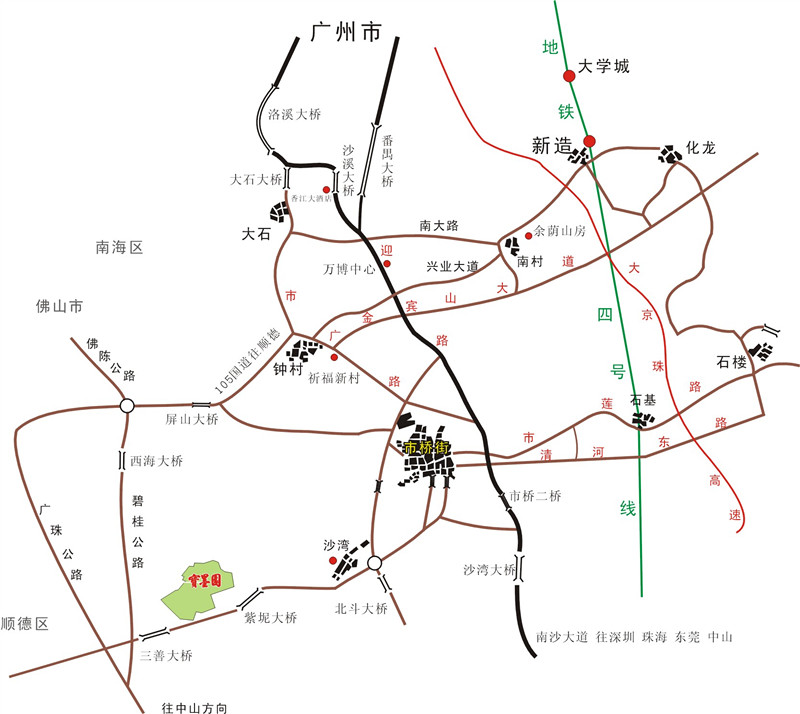 广州市
地铁四号线
大学城
洛溪大桥
沙溪大桥
番禺大桥
新造
化龙
大石大桥
香江大酒店
大石
南大路
余荫山房
南村
南海区
迎宾路
万博中心
兴业大道
金山大道
市广路
佛山市
佛陈公路
105国道往顺德
钟村
祈福新村
京珠高速
大
石楼
屏山大桥
市莲路
石基
市桥街
清河东路
西海大桥
碧桂公路
广珠公路
市桥二桥
沙湾
沙湾大桥
宝墨园
紫坭大桥
北斗大桥
顺德区
三善大桥
南沙大道 往深圳 珠海 东莞 中山
往中山方向